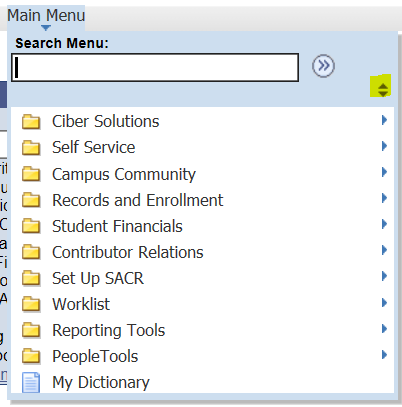 Main Menu
Search Menu:
Ciber Solutions
Self Service
Campus Community
Records and Enrollment
Student Financials
Contributor Relations
Set Up SACR
Worklist
Reporting Tools
PeopleTools
My Dictionary